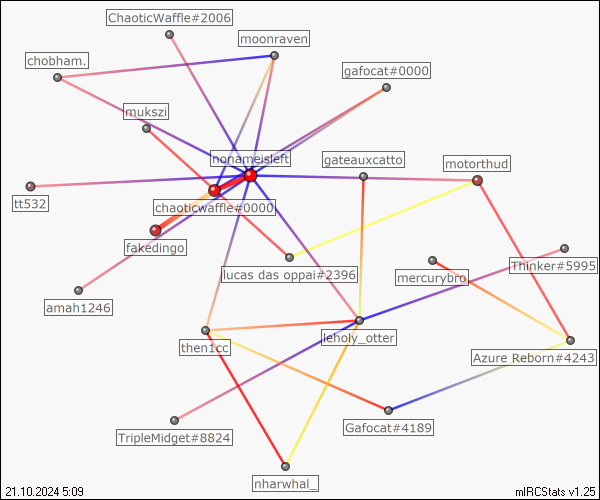 ChaoticWaffle#2006
moonraven
chobham.
gafocat#0000
mukszi
nonameisleft
gateauxcatto
motorthud
tt532
chaoticwaffle#0000
fakedingo
lucas das oppai#2396
Thinker#5995
mercurybro
amah1246
leholy_otter
then1cc
Azure Reborn#4243
Gafocat#4189
TripleMidget#8824
nharwhal_
21.10.2024 5:09
mIRCStats v1.25